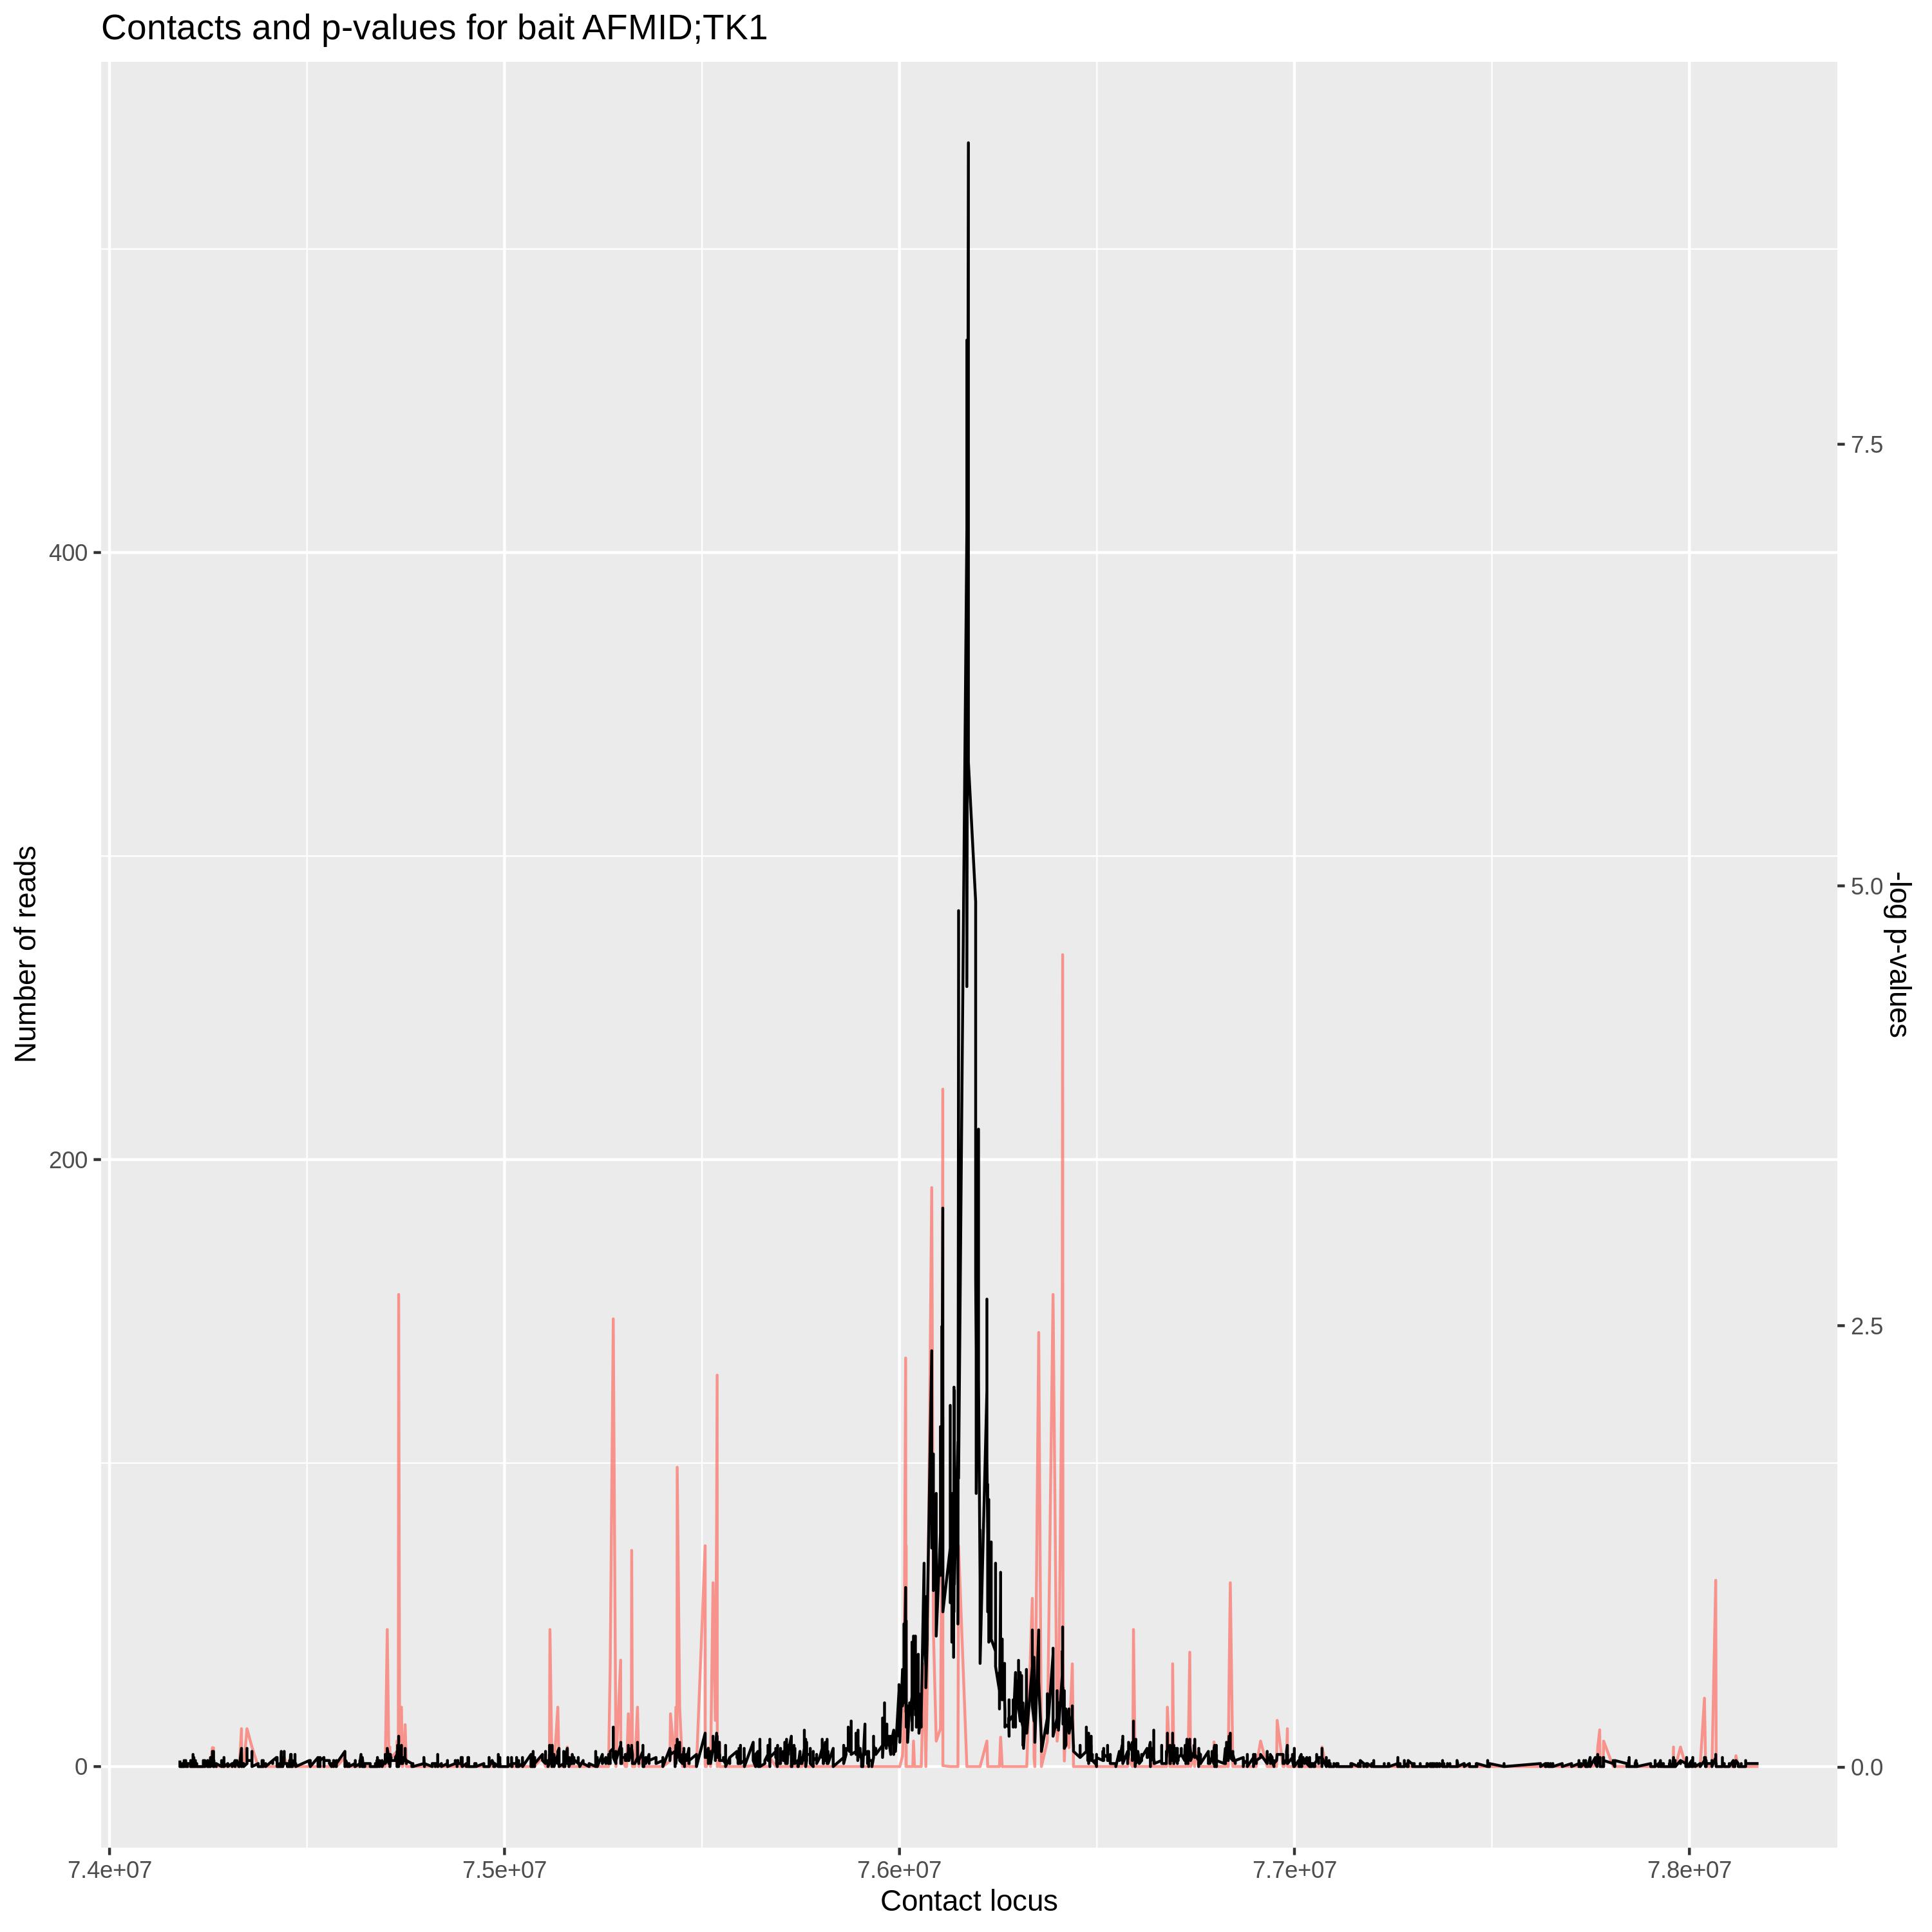 Contacts and p-values for bait AFMID;TK1
Number of reads
400
200
0
7.5
5.0
2.5
0.0
-log p-values
7.4e+07
7.5e+07
7.6e+07
7.7e+07
7.8e+07
Contact locus